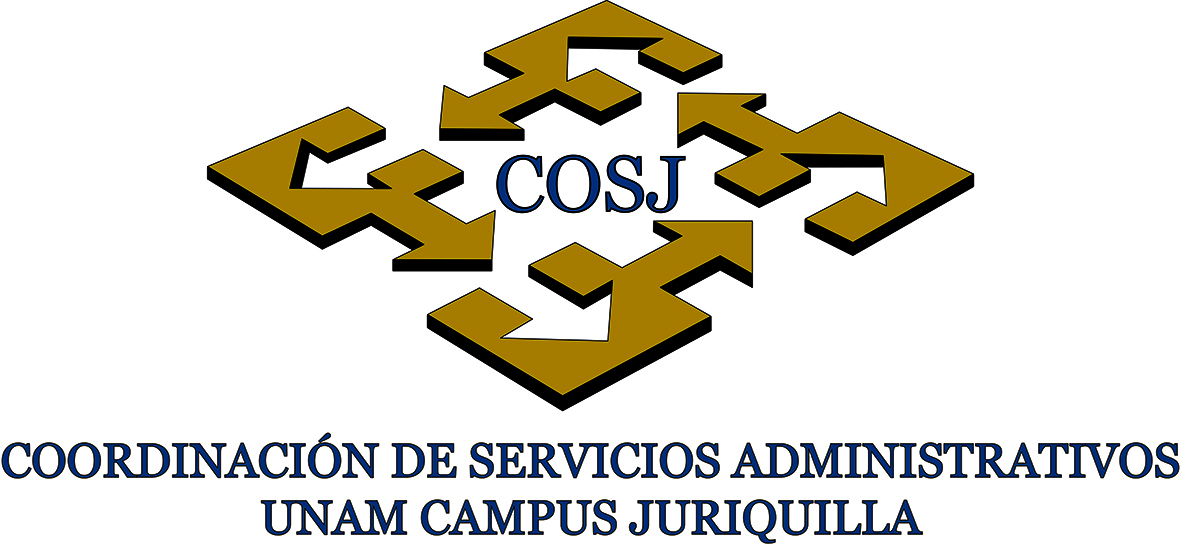 COSJ
COORDINACIÓN DE SERVICIOS ADMINISTRATIVOS
UNAM CAMPUS JURIQUILLA